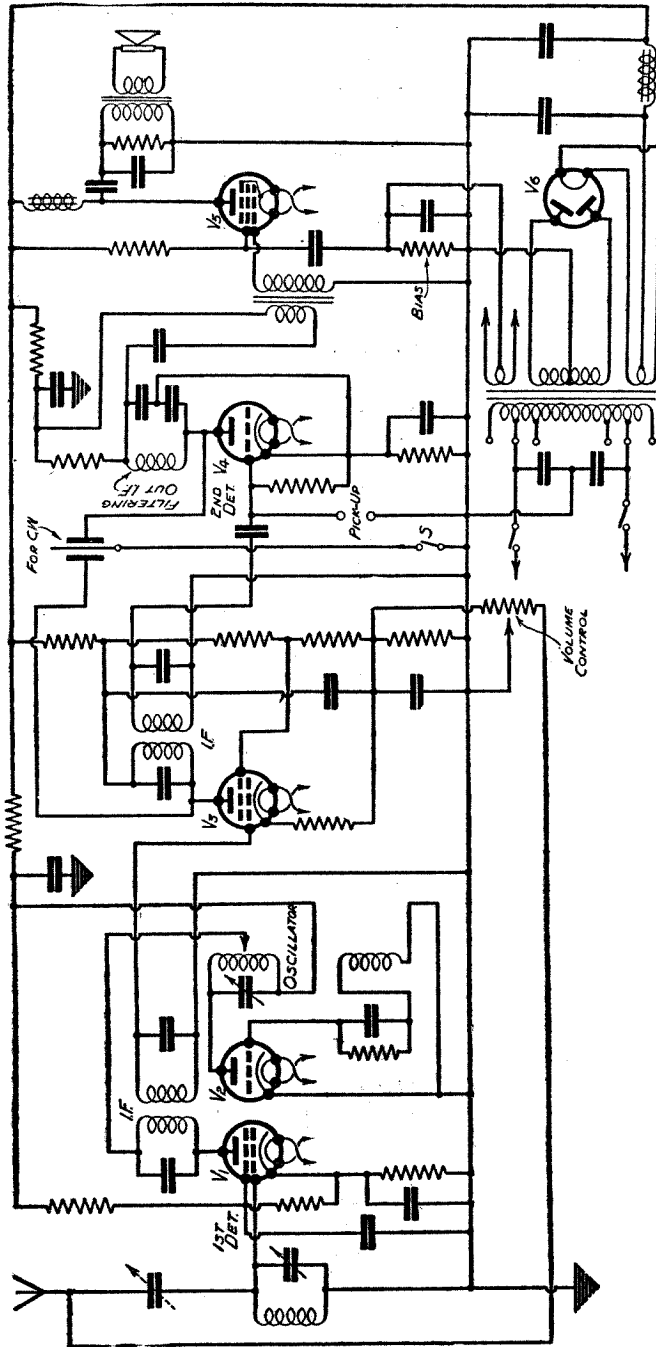 1ST DET.
V1
I.F.
V2
OSCILLATOR
V3
I.F
FOR C.W
FILTERING
OUT I.F.
2ND
DET.
V4
PICK-UP
S
VOLUME
CONTROL
V5
BIAS
V6